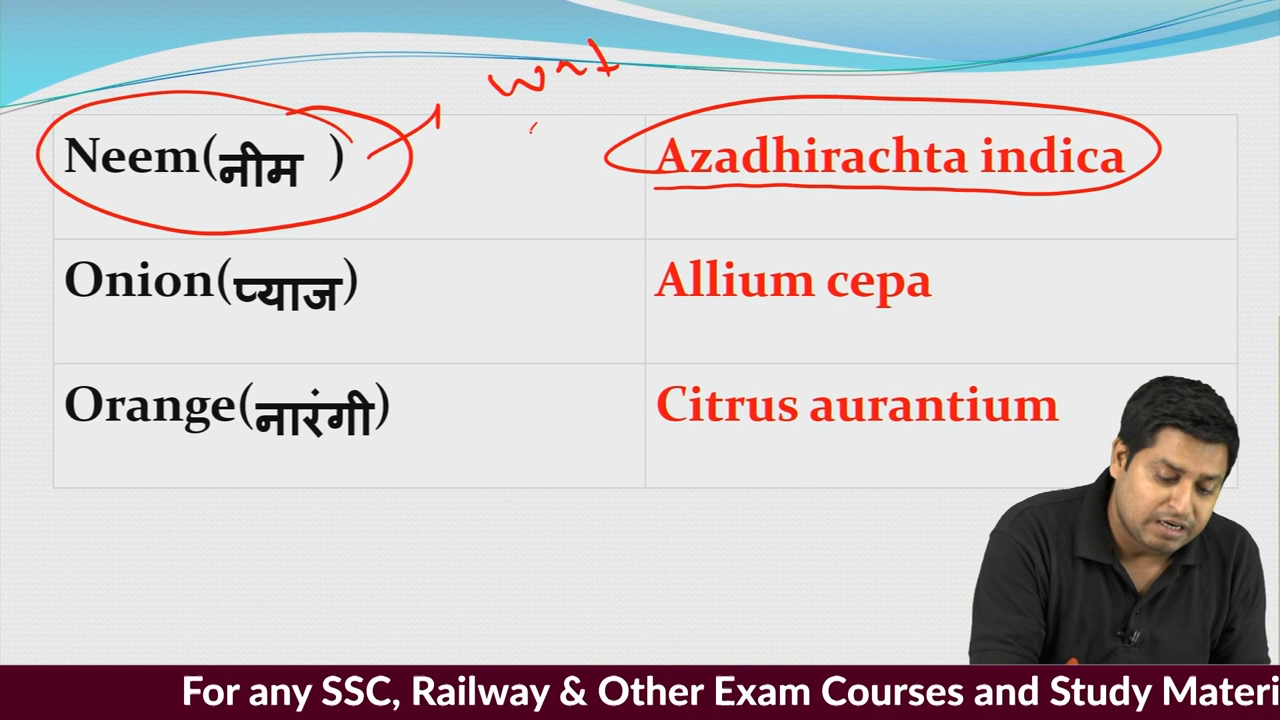 Neem(नीम )
Azadhirachta indica
Onion(प्याज)
Allium cepa
Orange(नारंगी)
Citrus aurantium
For any SSC, Railway & Other Exam Courses and Study Materi